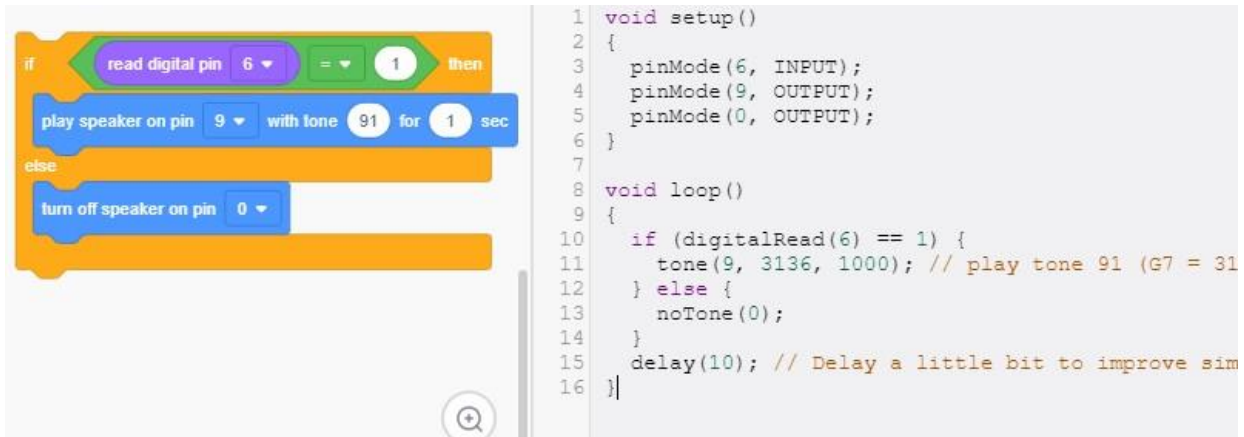 if read digital pin 6 = 1 then
play speaker on pin 9 with tone 91 for 1 sec
else
turn off speaker on pin 0
1 void setup()
2 {
3 pinMode(6, INPUT);
4 pinMode(9, OUTPUT);
5 pinMode(0, OUTPUT);
6 }
7
8 void loop()
9 {
10 if (digitalRead(6) == 1) {
11 tone(9, 3136, 1000); // play tone 91 (G7 = 31
12 } else {
13 noTone(0);
14 }
15 delay(10); // Delay a little bit to improve sim
16 }